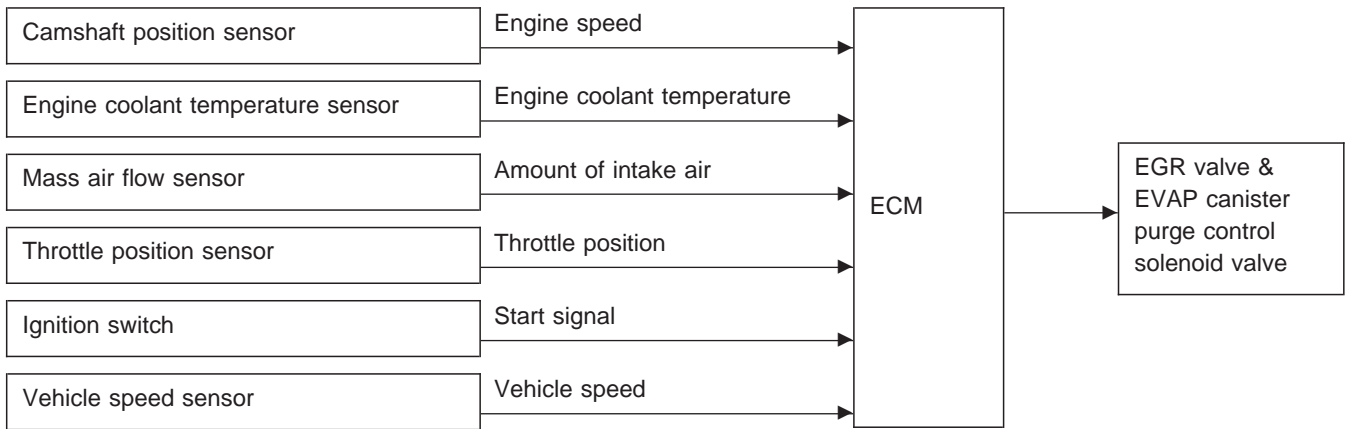 Camshaft position sensor
Engine speed
Engine coolant temperature sensor
Engine coolant temperature
Mass air flow sensor
Amount of intake air
Throttle position sensor
Throttle position
Ignition switch
Start signal
Vehicle speed sensor
Vehicle speed
ECM
EGR valve &
EVAP canister
purge control
solenoid valve